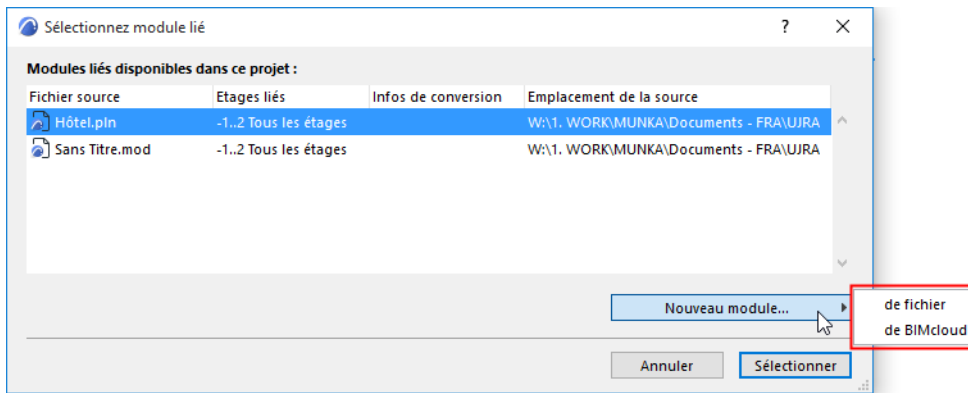 Sélectionnez module lié
?
Modules liés disponibles dans ce projet :
Fichier source Etages liés Infos de conversion Emplacement de la source
Hôtel.pln -1..2 Tous les étages W:\1. WORK\MUNKA\Documents - FRA\UJRA
Sans Titre.mod -1..2 Tous les étages W:\1. WORK\MUNKA\Documents - FRA\UJRA
Nouveau module...
de fichier
de BIMcloud
Annuler Sélectionner